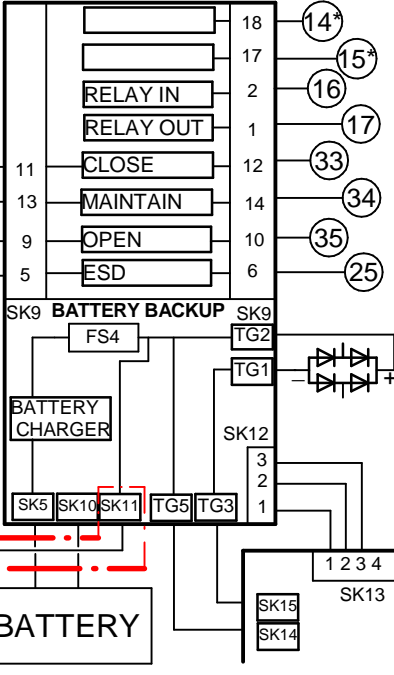 18 14*
17 15*
RELAY IN 2 16
RELAY OUT 1 17
11 CLOSE 12 33
13 MAINTAIN 14 34
9 OPEN 10 35
5 ESD 6 25
SK9 BATTERY BACKUP SK9
FS4 TG2
TG1
− +
BATTERY
CHARGER
SK12
3
2
1
SK5 SK10 SK11 TG5 TG3
1 2 3 4
SK13
SK15
SK14
BATTERY